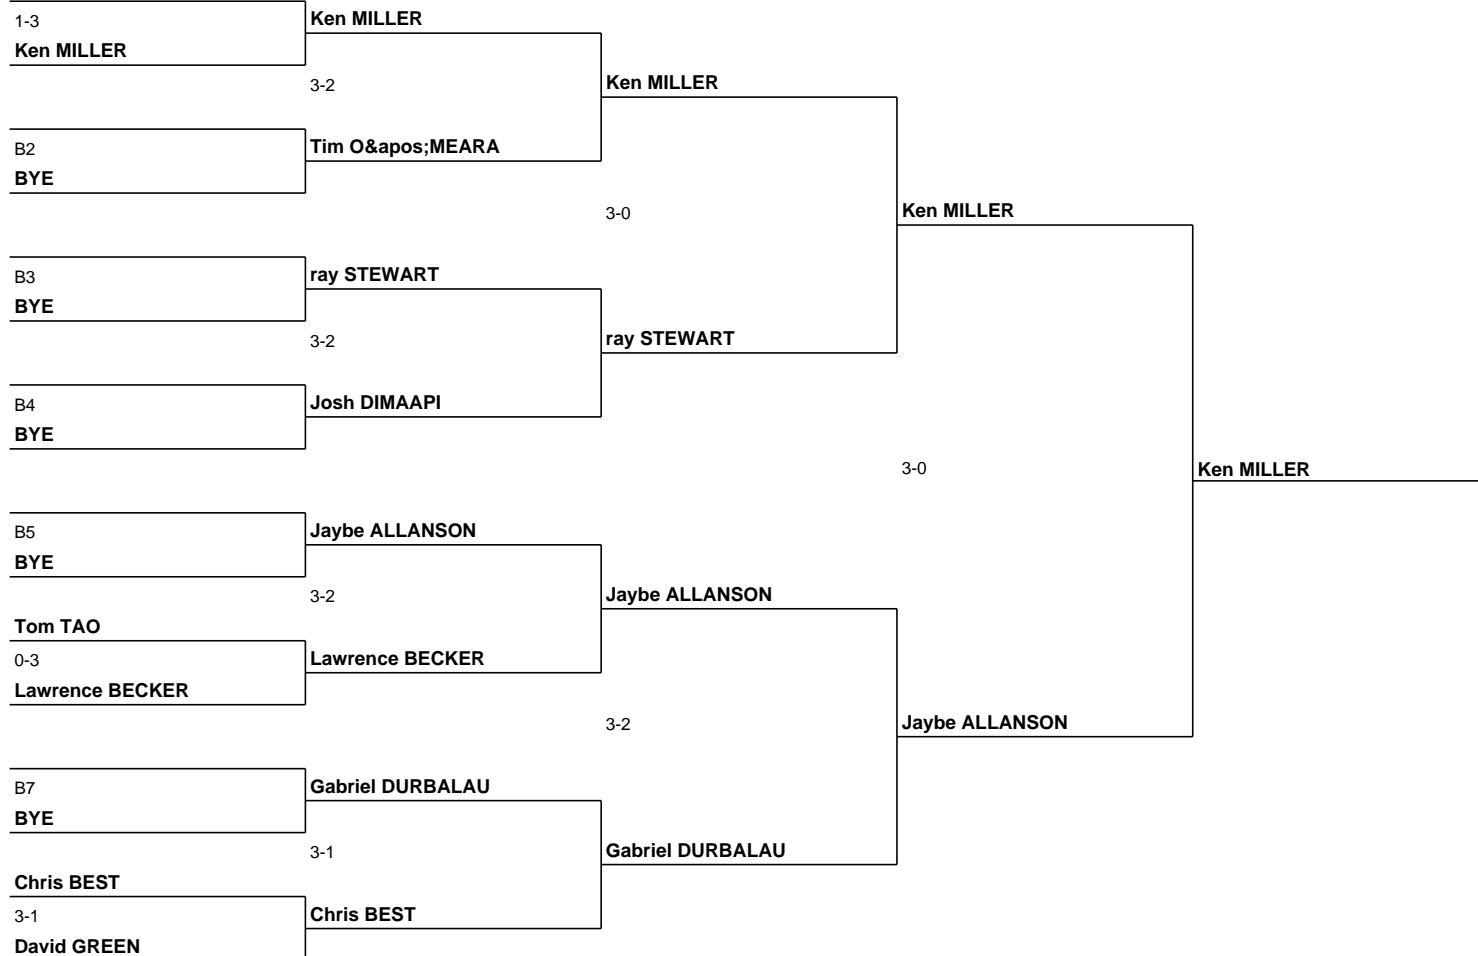 1-3
Ken MILLER
Ken MILLER
3-2
Ken MILLER
B2
BYE
Tim O&apos;MEARA
3-0
Ken MILLER
B3
BYE
ray STEWART
3-2
ray STEWART
B4
BYE
Josh DIMAAPI
3-0
Ken MILLER
B5
BYE
Jaybe ALLANSON
3-2
Jaybe ALLANSON
Tom TAO
0-3
Lawrence BECKER
Lawrence BECKER
3-2
Jaybe ALLANSON
B7
BYE
Gabriel DURBALAU
3-1
Gabriel DURBALAU
Chris BEST
3-1
David GREEN
Chris BEST